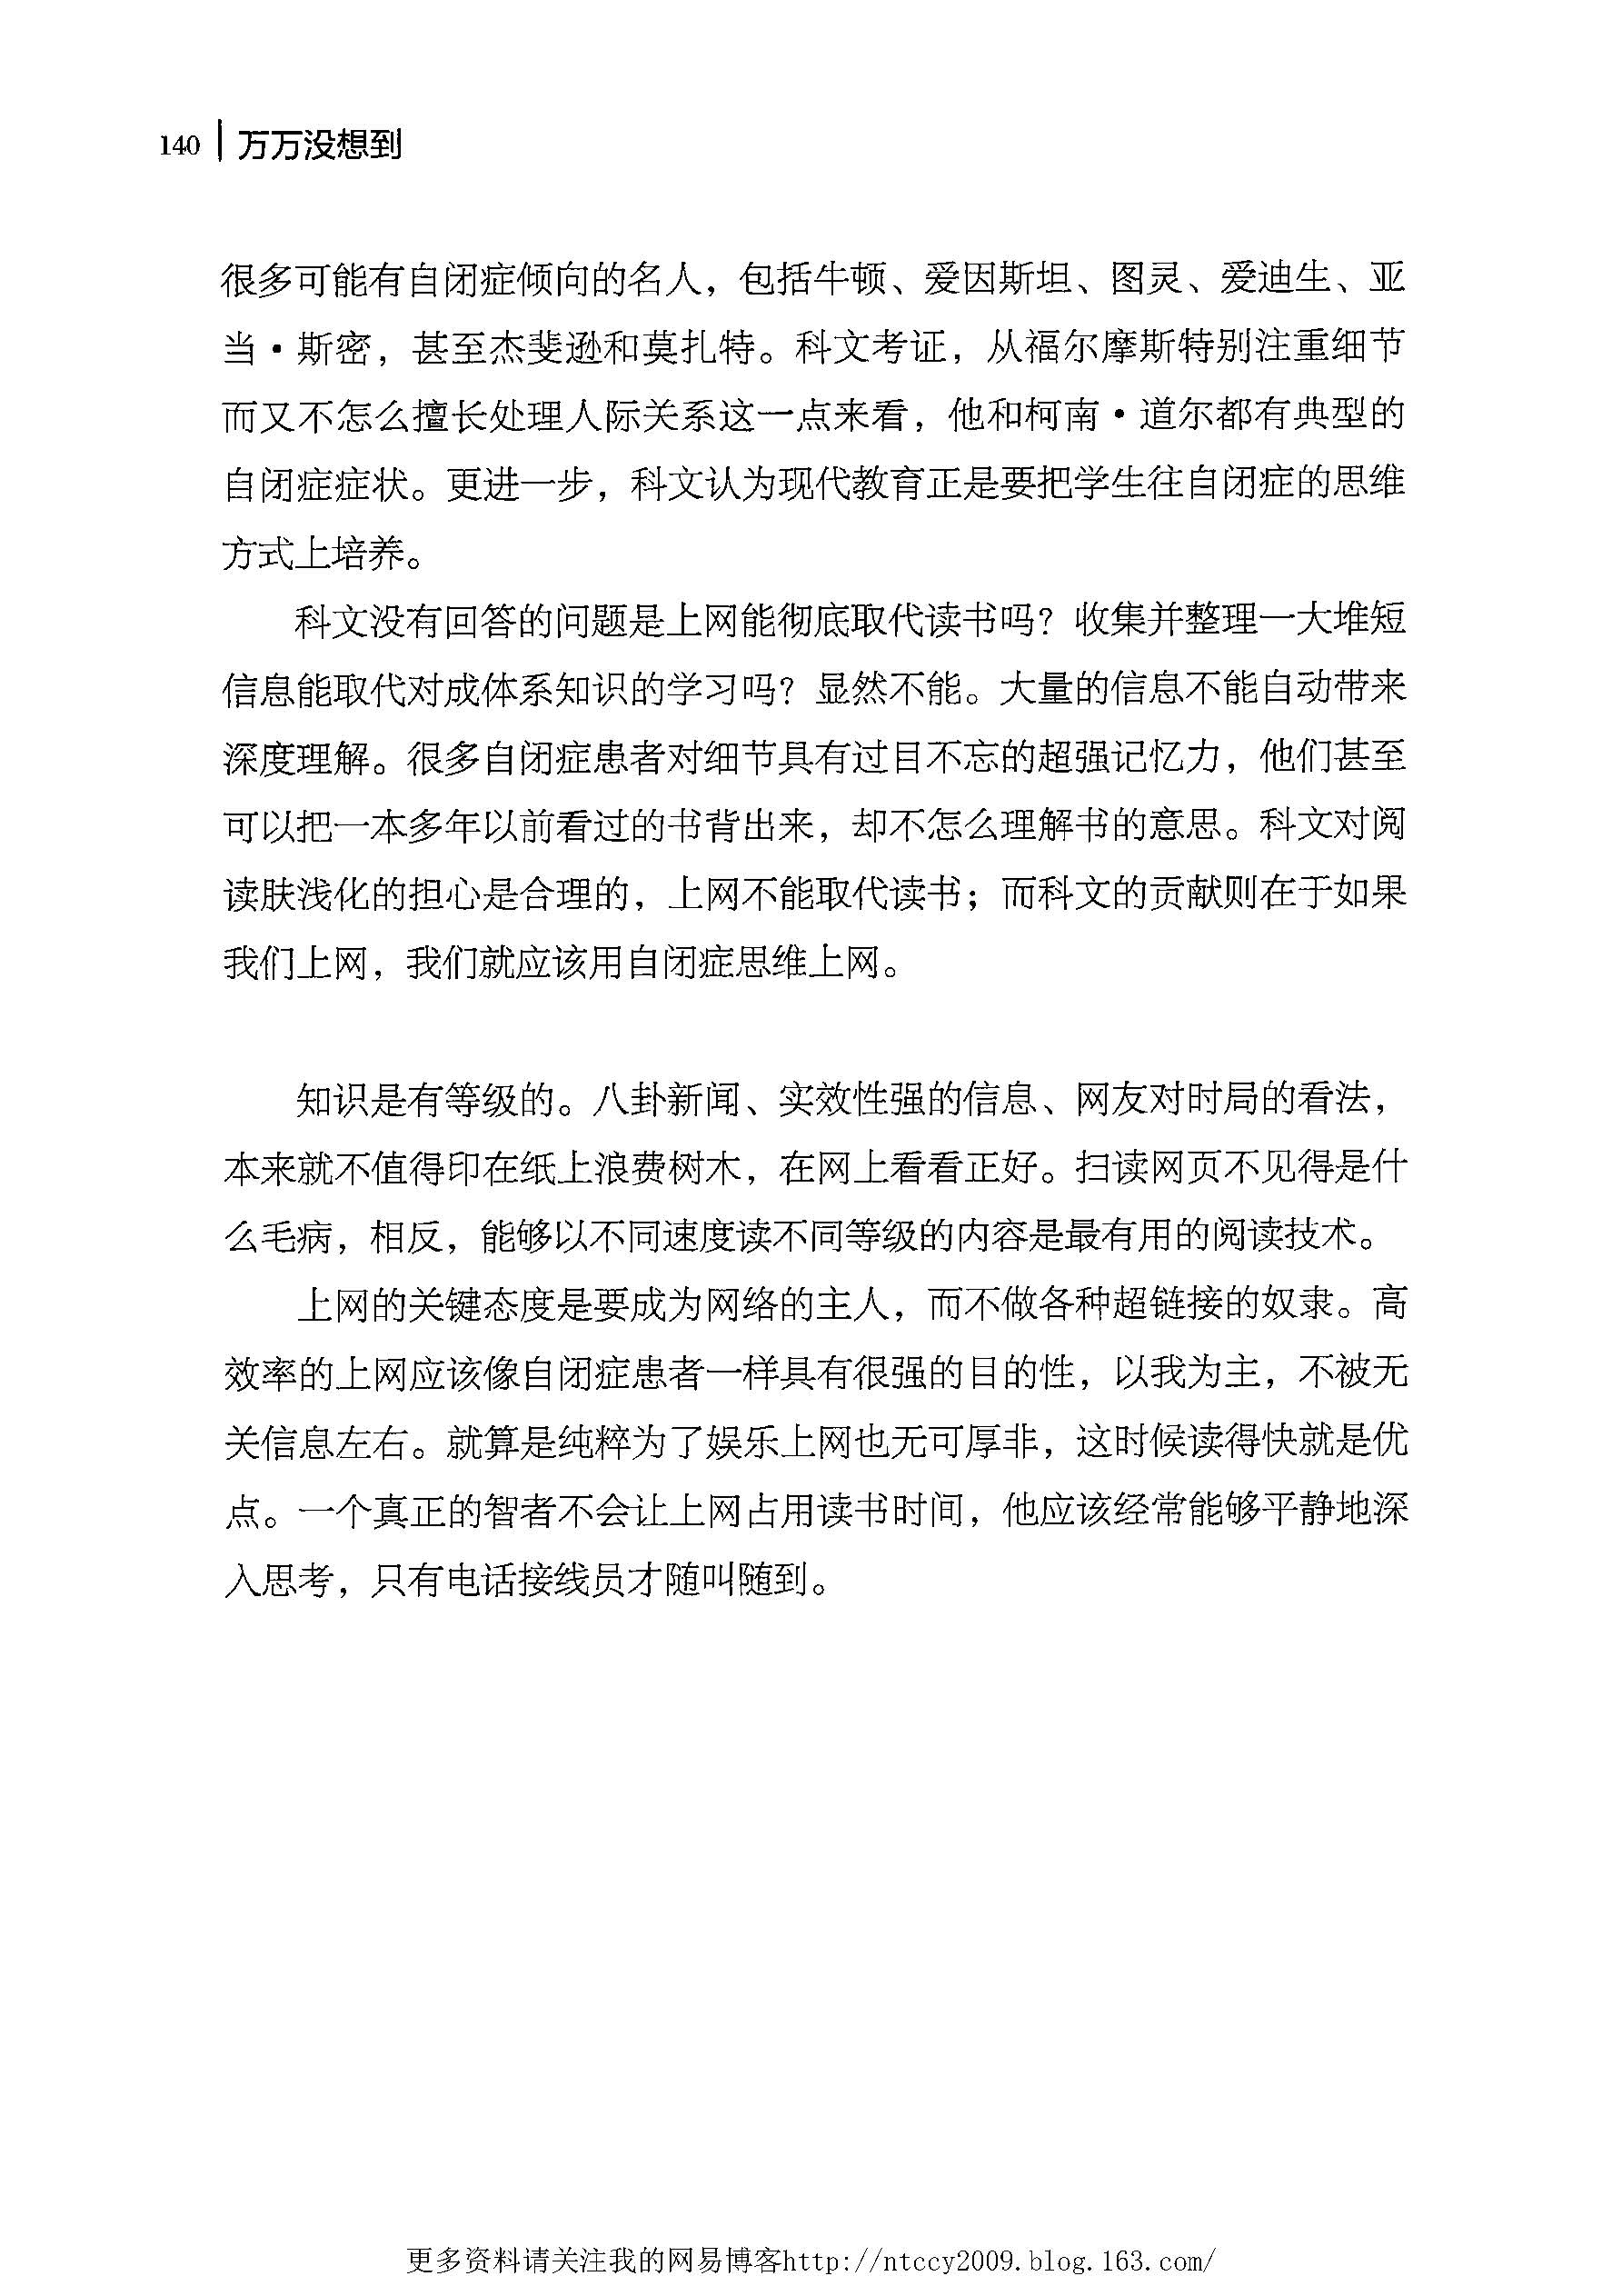 140 万万没想到
很多可能有自闭症倾向的名人，包括牛顿、爱因斯坦、图灵、爱迪生、亚
当·斯密，甚至杰斐逊和莫扎特。科文考证，从福尔摩斯特别注重细节
而又不怎么擅长处理人际关系这一点来看，他和柯南·道尔都有典型的
自闭症症状。更进一步，科文认为现代教育正是要把学生往自闭症的思维
方式上培养。
科文没有回答的问题是上网能彻底取代读书吗？收集并整理一大堆短
信息能取代对成体系知识的学习吗？显然不能。大量的信息不能自动带来
深度理解。很多自闭症患者对细节具有过目不忘的超强记忆力，他们甚至
可以把一本多年以前看过的书背出来，却不怎么理解书的意思。科文对阅
读肤浅化的担心是合理的，上网不能取代读书；而科文的贡献则在于如果
我们上网，我们就应该用自闭症思维上网。
知识是有等级的。八卦新闻、实效性强的信息、网友对时局的看法，
本来就不值得印在纸上浪费树木，在网上看看正好。扫读网页不见得是什
么毛病，相反，能够以不同速度读不同等级的内容是最有用的阅读技术。
上网的关键态度是要成为网络的主人，而不做各种超链接的奴隶。高
效率的上网应该像自闭症患者一样具有很强的目的性，以我为主，不被无
关信息左右。就算是纯粹为了娱乐上网也无可厚非，这时候读得快就是优
点。一个真正的智者不会让上网占用读书时间，他应该经常能够平静地深
入思考，只有电话接线员才随叫随到。
更多资料请关注我的网易博客http://ntccy2009.blog.163.com/